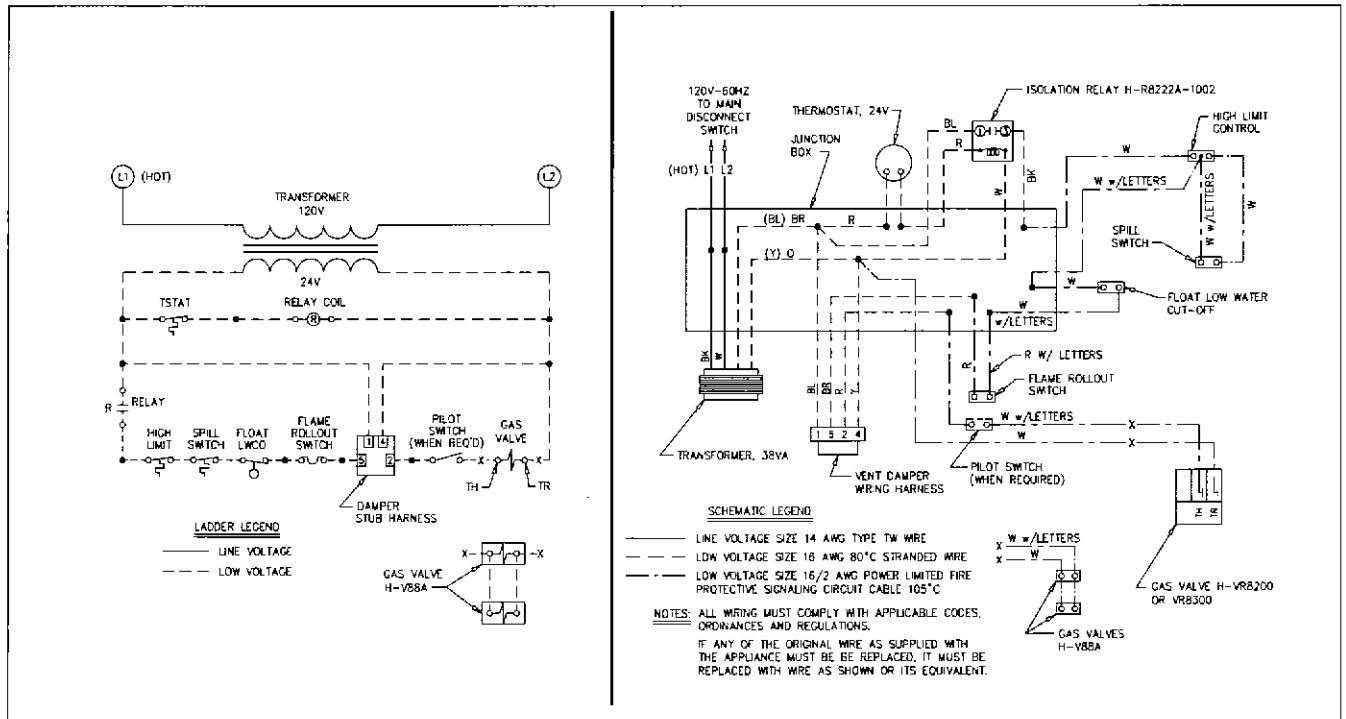 L1
(HOT)
L2
TRANSFORMER
120V
24V
TSTAT
RELAY COIL
R
R
RELAY
HIGH
LIMIT
SPILL
SWITCH
FLOAT
LWCO
FLAME
ROLLOUT
SWITCH
1 4
5 2
PILOT
SWITCH
(WHEN REQ'D)
GAS
VALVE
X
X
TH
TR
DAMPER
STUB HARNESS
LADDER LEGEND
LINE VOLTAGE
LOW VOLTAGE
X
X
GAS VALVE
H-V88A
120V-60HZ
TO MAIN
DISCONNECT
SWITCH
(HOT) L1 L2
THERMOSTAT, 24V
JUNCTION
BOX
ISOLATION RELAY H-R8222A-1002
BL
R
BK
W
HIGH LIMIT
CONTROL
W
W w/LETTERS
W w/LETTERS
W
SPILL
SWITCH
(BL) BR
R
(Y) O
W
FLOAT LOW WATER
CUT-OFF
W
w/LETTERS
BK
W
BL
BR
R
Y
R
R W/ LETTERS
FLAME ROLLOUT
SWITCH
W w/LETTERS
X
W
X
1 5 2 4
TRANSFORMER, 38VA
VENT DAMPER
WIRING HARNESS
PILOT SWITCH
(WHEN REQUIRED)
TH
TR
GAS VALVE H-VR8200
OR VR8300
SCHEMATIC LEGEND
LINE VOLTAGE SIZE 14 AWG TYPE TW WIRE
LOW VOLTAGE SIZE 16 AWG 80°C STRANDED WIRE
LOW VOLTAGE SIZE 16/2 AWG POWER LIMITED FIRE
PROTECTIVE SIGNALING CIRCUIT CABLE 105°C
NOTES: ALL WIRING MUST COMPLY WITH APPLICABLE CODES,
ORDINANCES AND REGULATIONS.
IF ANY OF THE ORIGINAL WIRE AS SUPPLIED WITH
THE APPLIANCE MUST BE BE REPLACED, IT MUST BE
REPLACED WITH WIRE AS SHOWN OR ITS EQUIVALENT.
X
W w/LETTERS
X
W
GAS VALVES
H-V88A